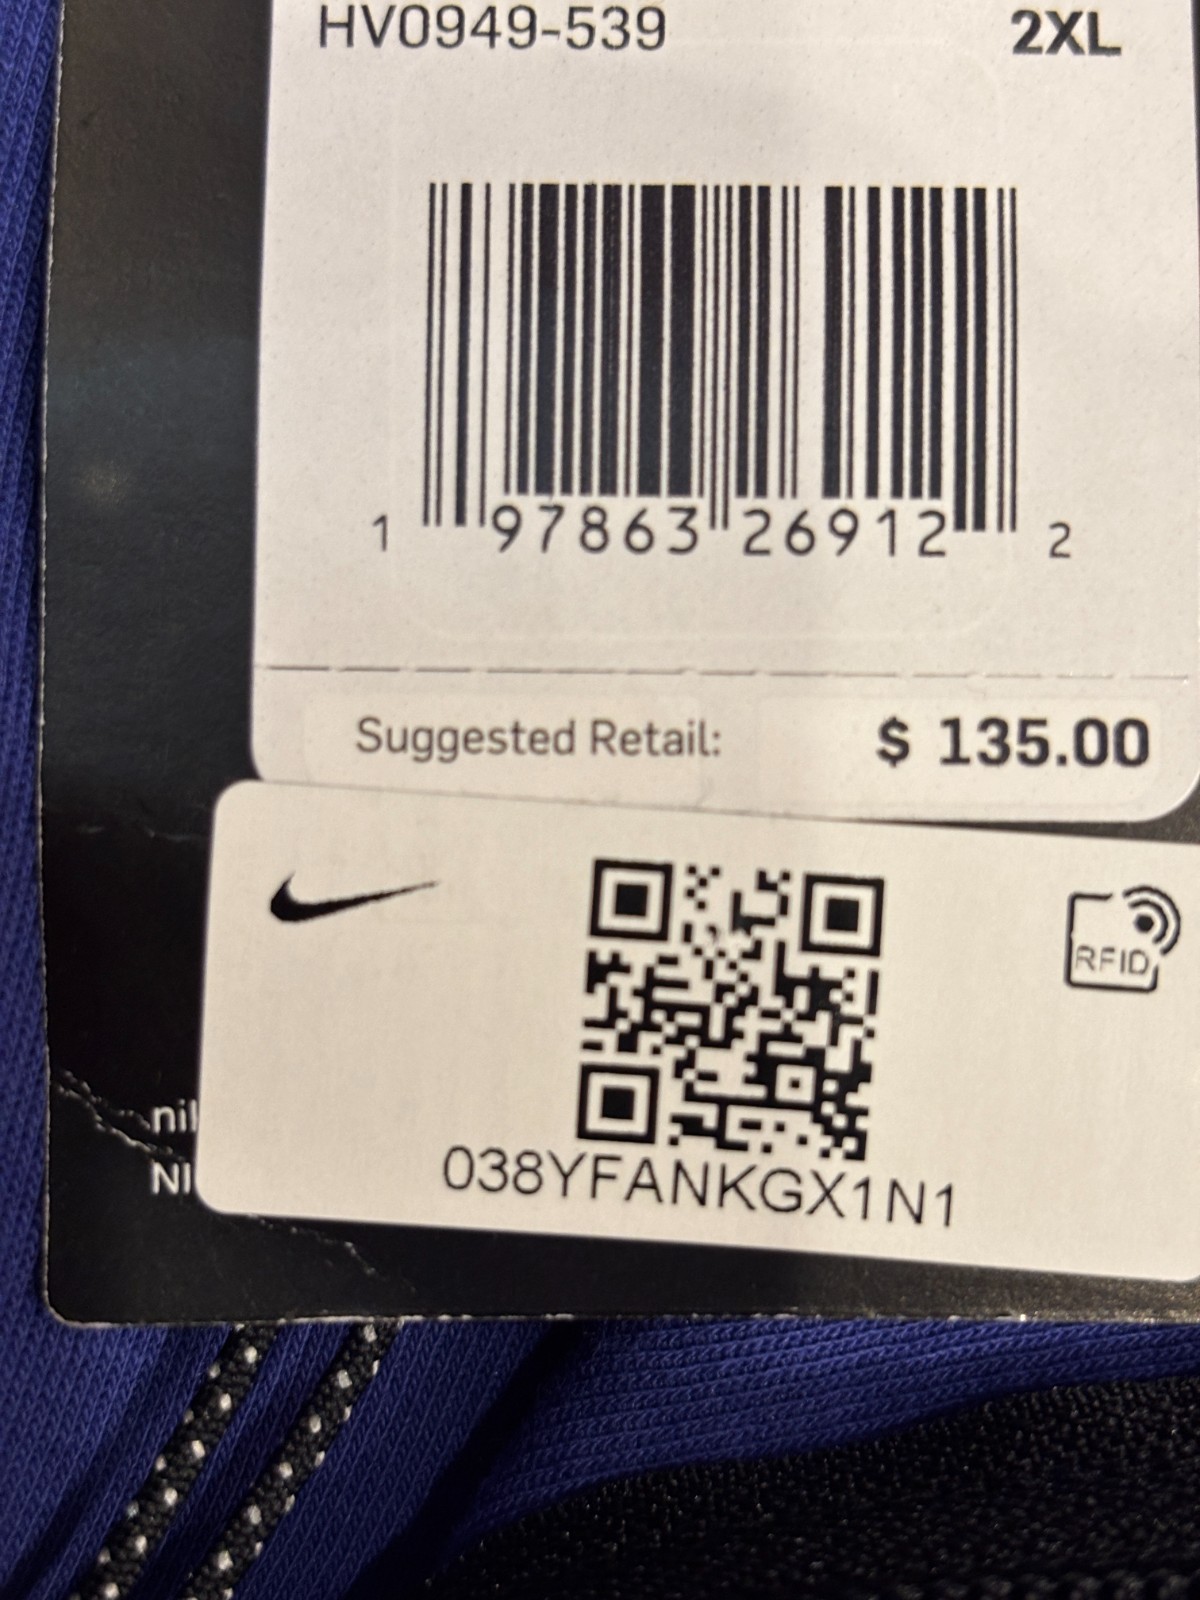 HV0949-539 2XL
1 97863 26912 2
Suggested Retail: $ 135.00
RFID
038YFANKGX1N1